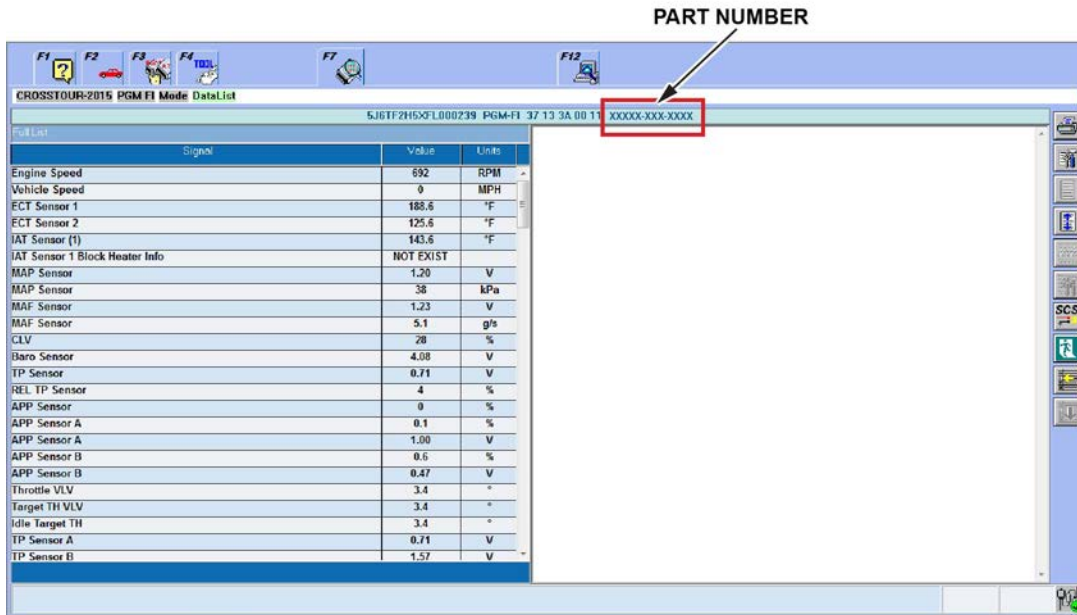 PART NUMBER
F1 F2 F3 F4 TOOL F7 F12
CROSSTOUR-2015 PGM FI Mode DataList
5J6TF2H5XFL000239 PGM-FI 37 13 3A 00 11 XXXXX-XXX-XXXX
Full List
Signal Value Units
Engine Speed 692 RPM
Vehicle Speed 0 MPH
ECT Sensor 1 188.6 °F
ECT Sensor 2 125.6 °F
IAT Sensor (1) 143.6 °F
IAT Sensor 1 Block Heater Info NOT EXIST
MAP Sensor 1.20 V
MAP Sensor 38 kPa
MAF Sensor 1.23 V
MAF Sensor 5.1 g/s
CLV 28 %
Baro Sensor 4.08 V
TP Sensor 0.71 V
REL TP Sensor 4 %
APP Sensor 0 %
APP Sensor A 0.1 %
APP Sensor A 1.00 V
APP Sensor B 0.6 %
APP Sensor B 0.47 V
Throttle VLV 3.4 °
Target TH VLV 3.4 °
Idle Target TH 3.4 °
TP Sensor A 0.71 V
TP Sensor B 1.57 V
SCS